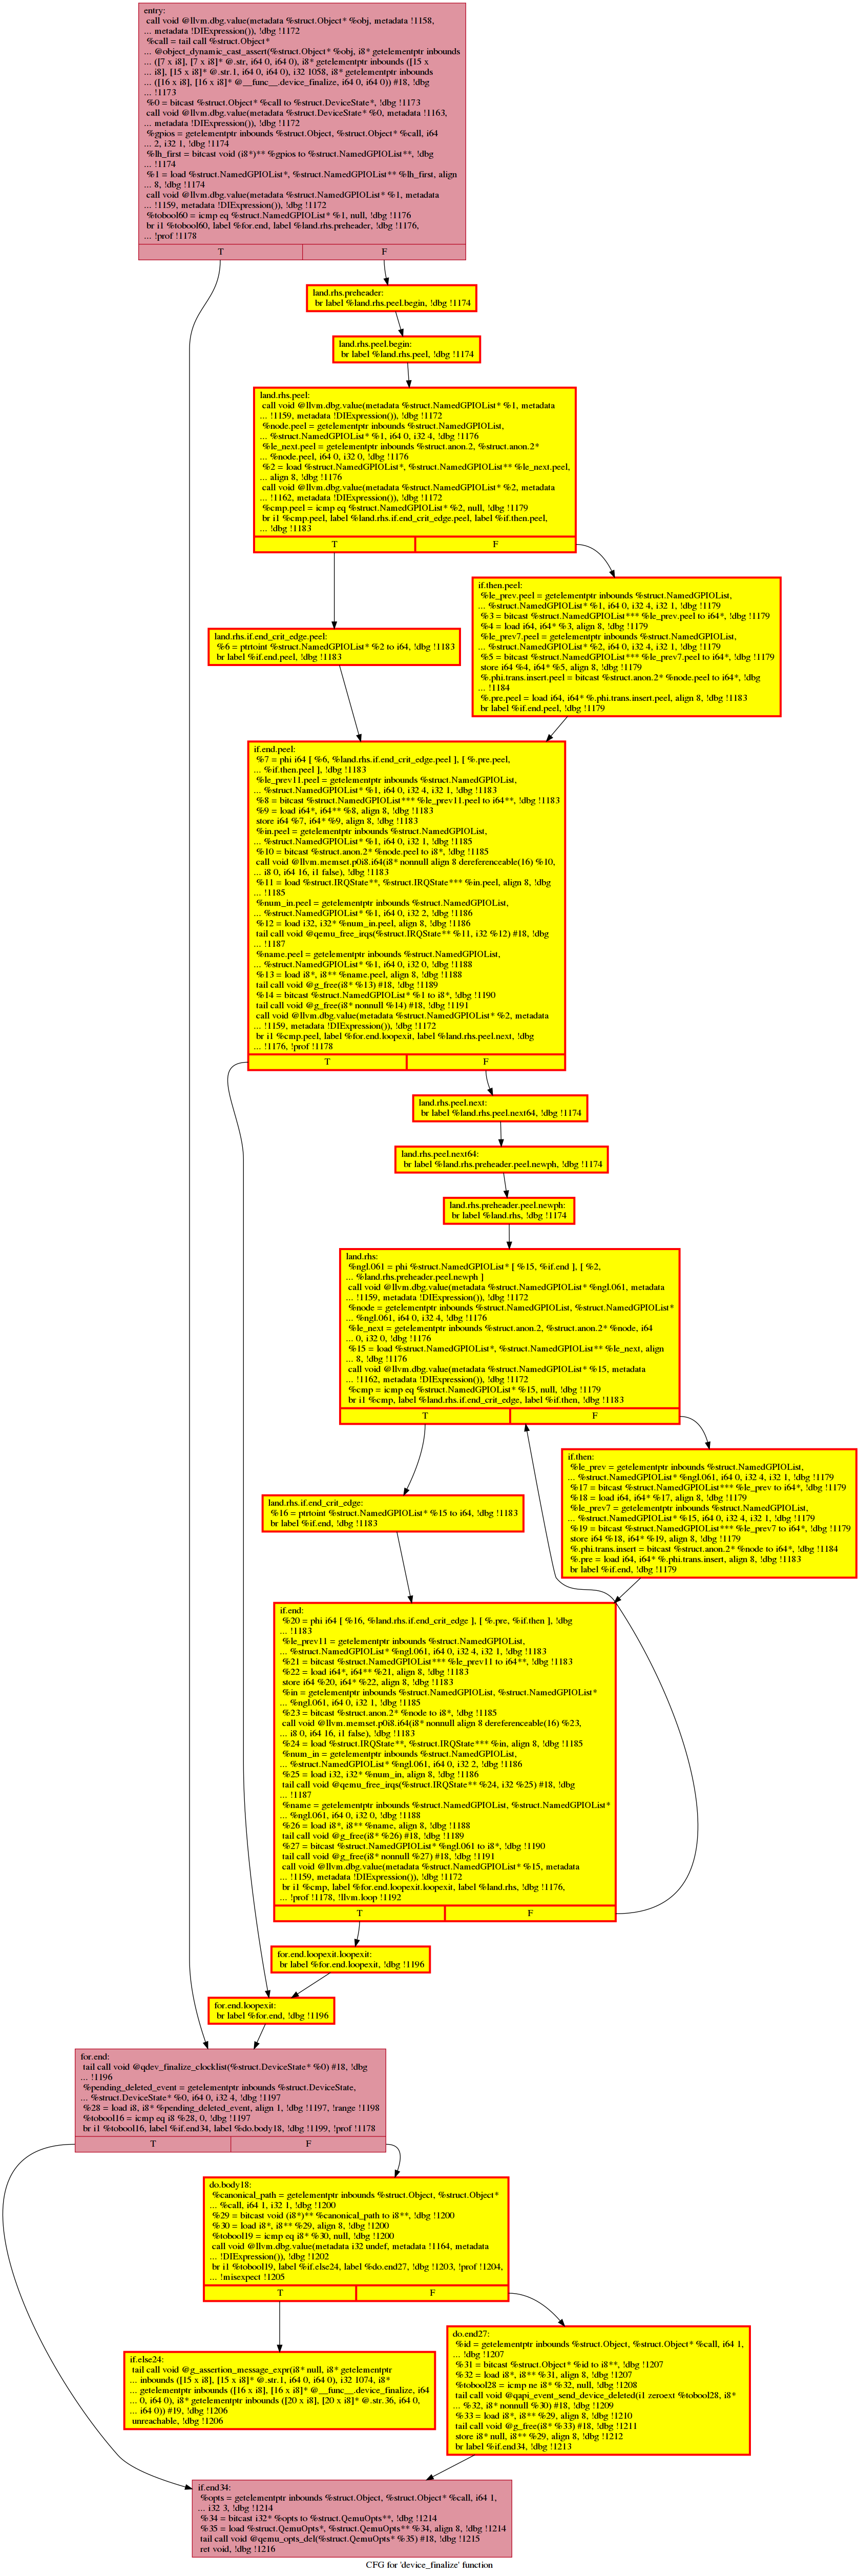 entry:
call void @llvm.dbg.value(metadata %struct.Object* %obj, metadata !1158,
... metadata !DIExpression()), !dbg !1172
%call = tail call %struct.Object*
... @object_dynamic_cast_assert(%struct.Object* %obj, i8* getelementptr inbounds
... ([7 x i8], [7 x i8]* @.str, i64 0, i64 0), i8* getelementptr inbounds ([15 x
... i8], [15 x i8]* @.str.1, i64 0, i64 0), i32 1058, i8* getelementptr inbounds
... ([16 x i8], [16 x i8]* @__func__.device_finalize, i64 0, i64 0)) #18, !dbg
... !1173
%0 = bitcast %struct.Object* %call to %struct.DeviceState*, !dbg !1173
call void @llvm.dbg.value(metadata %struct.DeviceState* %0, metadata !1163,
... metadata !DIExpression()), !dbg !1172
%gpios = getelementptr inbounds %struct.Object, %struct.Object* %call, i64
... 2, i32 1, !dbg !1174
%lh_first = bitcast void (i8*)** %gpios to %struct.NamedGPIOList**, !dbg
... !1174
%1 = load %struct.NamedGPIOList*, %struct.NamedGPIOList** %lh_first, align
... 8, !dbg !1174
call void @llvm.dbg.value(metadata %struct.NamedGPIOList* %1, metadata
... !1159, metadata !DIExpression()), !dbg !1172
%tobool60 = icmp eq %struct.NamedGPIOList* %1, null, !dbg !1176
br i1 %tobool60, label %for.end, label %land.rhs.preheader, !dbg !1176,
... !prof !1178
T F
land.rhs.preheader:
br label %land.rhs.peel.begin, !dbg !1174
land.rhs.peel.begin:
br label %land.rhs.peel, !dbg !1174
land.rhs.peel:
call void @llvm.dbg.value(metadata %struct.NamedGPIOList* %1, metadata
... !1159, metadata !DIExpression()), !dbg !1172
%node.peel = getelementptr inbounds %struct.NamedGPIOList,
... %struct.NamedGPIOList* %1, i64 0, i32 4, !dbg !1176
%le_next.peel = getelementptr inbounds %struct.anon.2, %struct.anon.2*
... %node.peel, i64 0, i32 0, !dbg !1176
%2 = load %struct.NamedGPIOList*, %struct.NamedGPIOList** %le_next.peel,
... align 8, !dbg !1176
call void @llvm.dbg.value(metadata %struct.NamedGPIOList* %2, metadata
... !1162, metadata !DIExpression()), !dbg !1172
%cmp.peel = icmp eq %struct.NamedGPIOList* %2, null, !dbg !1179
br i1 %cmp.peel, label %land.rhs.if.end_crit_edge.peel, label %if.then.peel,
... !dbg !1183
T F
if.then.peel:
%le_prev.peel = getelementptr inbounds %struct.NamedGPIOList,
... %struct.NamedGPIOList* %1, i64 0, i32 4, i32 1, !dbg !1179
%3 = bitcast %struct.NamedGPIOList*** %le_prev.peel to i64*, !dbg !1179
%4 = load i64, i64* %3, align 8, !dbg !1179
%le_prev7.peel = getelementptr inbounds %struct.NamedGPIOList,
... %struct.NamedGPIOList* %2, i64 0, i32 4, i32 1, !dbg !1179
%5 = bitcast %struct.NamedGPIOList*** %le_prev7.peel to i64*, !dbg !1179
store i64 %4, i64* %5, align 8, !dbg !1179
%.phi.trans.insert.peel = bitcast %struct.anon.2* %node.peel to i64*, !dbg
... !1184
%.pre.peel = load i64, i64* %.phi.trans.insert.peel, align 8, !dbg !1183
br label %if.end.peel, !dbg !1179
land.rhs.if.end_crit_edge.peel:
%6 = ptrtoint %struct.NamedGPIOList* %2 to i64, !dbg !1183
br label %if.end.peel, !dbg !1183
if.end.peel:
%7 = phi i64 [ %6, %land.rhs.if.end_crit_edge.peel ], [ %.pre.peel,
... %if.then.peel ], !dbg !1183
%le_prev11.peel = getelementptr inbounds %struct.NamedGPIOList,
... %struct.NamedGPIOList* %1, i64 0, i32 4, i32 1, !dbg !1183
%8 = bitcast %struct.NamedGPIOList*** %le_prev11.peel to i64**, !dbg !1183
%9 = load i64*, i64** %8, align 8, !dbg !1183
store i64 %7, i64* %9, align 8, !dbg !1183
%in.peel = getelementptr inbounds %struct.NamedGPIOList,
... %struct.NamedGPIOList* %1, i64 0, i32 1, !dbg !1185
%10 = bitcast %struct.anon.2* %node.peel to i8*, !dbg !1185
call void @llvm.memset.p0i8.i64(i8* nonnull align 8 dereferenceable(16) %10,
... i8 0, i64 16, i1 false), !dbg !1183
%11 = load %struct.IRQState**, %struct.IRQState*** %in.peel, align 8, !dbg
... !1185
%num_in.peel = getelementptr inbounds %struct.NamedGPIOList,
... %struct.NamedGPIOList* %1, i64 0, i32 2, !dbg !1186
%12 = load i32, i32* %num_in.peel, align 8, !dbg !1186
tail call void @qemu_free_irqs(%struct.IRQState** %11, i32 %12) #18, !dbg
... !1187
%name.peel = getelementptr inbounds %struct.NamedGPIOList,
... %struct.NamedGPIOList* %1, i64 0, i32 0, !dbg !1188
%13 = load i8*, i8** %name.peel, align 8, !dbg !1188
tail call void @g_free(i8* %13) #18, !dbg !1189
%14 = bitcast %struct.NamedGPIOList* %1 to i8*, !dbg !1190
tail call void @g_free(i8* nonnull %14) #18, !dbg !1191
call void @llvm.dbg.value(metadata %struct.NamedGPIOList* %2, metadata
... !1159, metadata !DIExpression()), !dbg !1172
br i1 %cmp.peel, label %for.end.loopexit, label %land.rhs.peel.next, !dbg
... !1176, !prof !1178
T F
land.rhs.peel.next:
br label %land.rhs.peel.next64, !dbg !1174
land.rhs.peel.next64:
br label %land.rhs.preheader.peel.newph, !dbg !1174
land.rhs.preheader.peel.newph:
br label %land.rhs, !dbg !1174
land.rhs:
%ngl.061 = phi %struct.NamedGPIOList* [ %15, %if.end ], [ %2,
... %land.rhs.preheader.peel.newph ]
call void @llvm.dbg.value(metadata %struct.NamedGPIOList* %ngl.061, metadata
... !1159, metadata !DIExpression()), !dbg !1172
%node = getelementptr inbounds %struct.NamedGPIOList, %struct.NamedGPIOList*
... %ngl.061, i64 0, i32 4, !dbg !1176
%le_next = getelementptr inbounds %struct.anon.2, %struct.anon.2* %node, i64
... 0, i32 0, !dbg !1176
%15 = load %struct.NamedGPIOList*, %struct.NamedGPIOList** %le_next, align
... 8, !dbg !1176
call void @llvm.dbg.value(metadata %struct.NamedGPIOList* %15, metadata
... !1162, metadata !DIExpression()), !dbg !1172
%cmp = icmp eq %struct.NamedGPIOList* %15, null, !dbg !1179
br i1 %cmp, label %land.rhs.if.end_crit_edge, label %if.then, !dbg !1183
T F
if.then:
%le_prev = getelementptr inbounds %struct.NamedGPIOList,
... %struct.NamedGPIOList* %ngl.061, i64 0, i32 4, i32 1, !dbg !1179
%17 = bitcast %struct.NamedGPIOList*** %le_prev to i64*, !dbg !1179
%18 = load i64, i64* %17, align 8, !dbg !1179
%le_prev7 = getelementptr inbounds %struct.NamedGPIOList,
... %struct.NamedGPIOList* %15, i64 0, i32 4, i32 1, !dbg !1179
%19 = bitcast %struct.NamedGPIOList*** %le_prev7 to i64*, !dbg !1179
store i64 %18, i64* %19, align 8, !dbg !1179
%.phi.trans.insert = bitcast %struct.anon.2* %node to i64*, !dbg !1184
%.pre = load i64, i64* %.phi.trans.insert, align 8, !dbg !1183
br label %if.end, !dbg !1179
land.rhs.if.end_crit_edge:
%16 = ptrtoint %struct.NamedGPIOList* %15 to i64, !dbg !1183
br label %if.end, !dbg !1183
if.end:
%20 = phi i64 [ %16, %land.rhs.if.end_crit_edge ], [ %.pre, %if.then ], !dbg
... !1183
%le_prev11 = getelementptr inbounds %struct.NamedGPIOList,
... %struct.NamedGPIOList* %ngl.061, i64 0, i32 4, i32 1, !dbg !1183
%21 = bitcast %struct.NamedGPIOList*** %le_prev11 to i64**, !dbg !1183
%22 = load i64*, i64** %21, align 8, !dbg !1183
store i64 %20, i64* %22, align 8, !dbg !1183
%in = getelementptr inbounds %struct.NamedGPIOList, %struct.NamedGPIOList*
... %ngl.061, i64 0, i32 1, !dbg !1185
%23 = bitcast %struct.anon.2* %node to i8*, !dbg !1185
call void @llvm.memset.p0i8.i64(i8* nonnull align 8 dereferenceable(16) %23,
... i8 0, i64 16, i1 false), !dbg !1183
%24 = load %struct.IRQState**, %struct.IRQState*** %in, align 8, !dbg !1185
%num_in = getelementptr inbounds %struct.NamedGPIOList,
... %struct.NamedGPIOList* %ngl.061, i64 0, i32 2, !dbg !1186
%25 = load i32, i32* %num_in, align 8, !dbg !1186
tail call void @qemu_free_irqs(%struct.IRQState** %24, i32 %25) #18, !dbg
... !1187
%name = getelementptr inbounds %struct.NamedGPIOList, %struct.NamedGPIOList*
... %ngl.061, i64 0, i32 0, !dbg !1188
%26 = load i8*, i8** %name, align 8, !dbg !1188
tail call void @g_free(i8* %26) #18, !dbg !1189
%27 = bitcast %struct.NamedGPIOList* %ngl.061 to i8*, !dbg !1190
tail call void @g_free(i8* nonnull %27) #18, !dbg !1191
call void @llvm.dbg.value(metadata %struct.NamedGPIOList* %15, metadata
... !1159, metadata !DIExpression()), !dbg !1172
br i1 %cmp, label %for.end.loopexit.loopexit, label %land.rhs, !dbg !1176,
... !prof !1178, !llvm.loop !1192
T F
for.end.loopexit.loopexit:
br label %for.end.loopexit, !dbg !1196
for.end.loopexit:
br label %for.end, !dbg !1196
for.end:
tail call void @qdev_finalize_clocklist(%struct.DeviceState* %0) #18, !dbg
... !1196
%pending_deleted_event = getelementptr inbounds %struct.DeviceState,
... %struct.DeviceState* %0, i64 0, i32 4, !dbg !1197
%28 = load i8, i8* %pending_deleted_event, align 1, !dbg !1197, !range !1198
%tobool16 = icmp eq i8 %28, 0, !dbg !1197
br i1 %tobool16, label %if.end34, label %do.body18, !dbg !1199, !prof !1178
T F
do.body18:
%canonical_path = getelementptr inbounds %struct.Object, %struct.Object*
... %call, i64 1, i32 1, !dbg !1200
%29 = bitcast void (i8*)** %canonical_path to i8**, !dbg !1200
%30 = load i8*, i8** %29, align 8, !dbg !1200
%tobool19 = icmp eq i8* %30, null, !dbg !1200
call void @llvm.dbg.value(metadata i32 undef, metadata !1164, metadata
... !DIExpression()), !dbg !1202
br i1 %tobool19, label %if.else24, label %do.end27, !dbg !1203, !prof !1204,
... !misexpect !1205
T F
do.end27:
%id = getelementptr inbounds %struct.Object, %struct.Object* %call, i64 1,
... !dbg !1207
%31 = bitcast %struct.Object* %id to i8**, !dbg !1207
%32 = load i8*, i8** %31, align 8, !dbg !1207
%tobool28 = icmp ne i8* %32, null, !dbg !1208
tail call void @qapi_event_send_device_deleted(i1 zeroext %tobool28, i8*
... %32, i8* nonnull %30) #18, !dbg !1209
%33 = load i8*, i8** %29, align 8, !dbg !1210
tail call void @g_free(i8* %33) #18, !dbg !1211
store i8* null, i8** %29, align 8, !dbg !1212
br label %if.end34, !dbg !1213
if.else24:
tail call void @g_assertion_message_expr(i8* null, i8* getelementptr
... inbounds ([15 x i8], [15 x i8]* @.str.1, i64 0, i64 0), i32 1074, i8*
... getelementptr inbounds ([16 x i8], [16 x i8]* @__func__.device_finalize, i64
... 0, i64 0), i8* getelementptr inbounds ([20 x i8], [20 x i8]* @.str.36, i64 0,
... i64 0)) #19, !dbg !1206
unreachable, !dbg !1206
if.end34:
%opts = getelementptr inbounds %struct.Object, %struct.Object* %call, i64 1,
... i32 3, !dbg !1214
%34 = bitcast i32* %opts to %struct.QemuOpts**, !dbg !1214
%35 = load %struct.QemuOpts*, %struct.QemuOpts** %34, align 8, !dbg !1214
tail call void @qemu_opts_del(%struct.QemuOpts* %35) #18, !dbg !1215
ret void, !dbg !1216
CFG for 'device_finalize' function